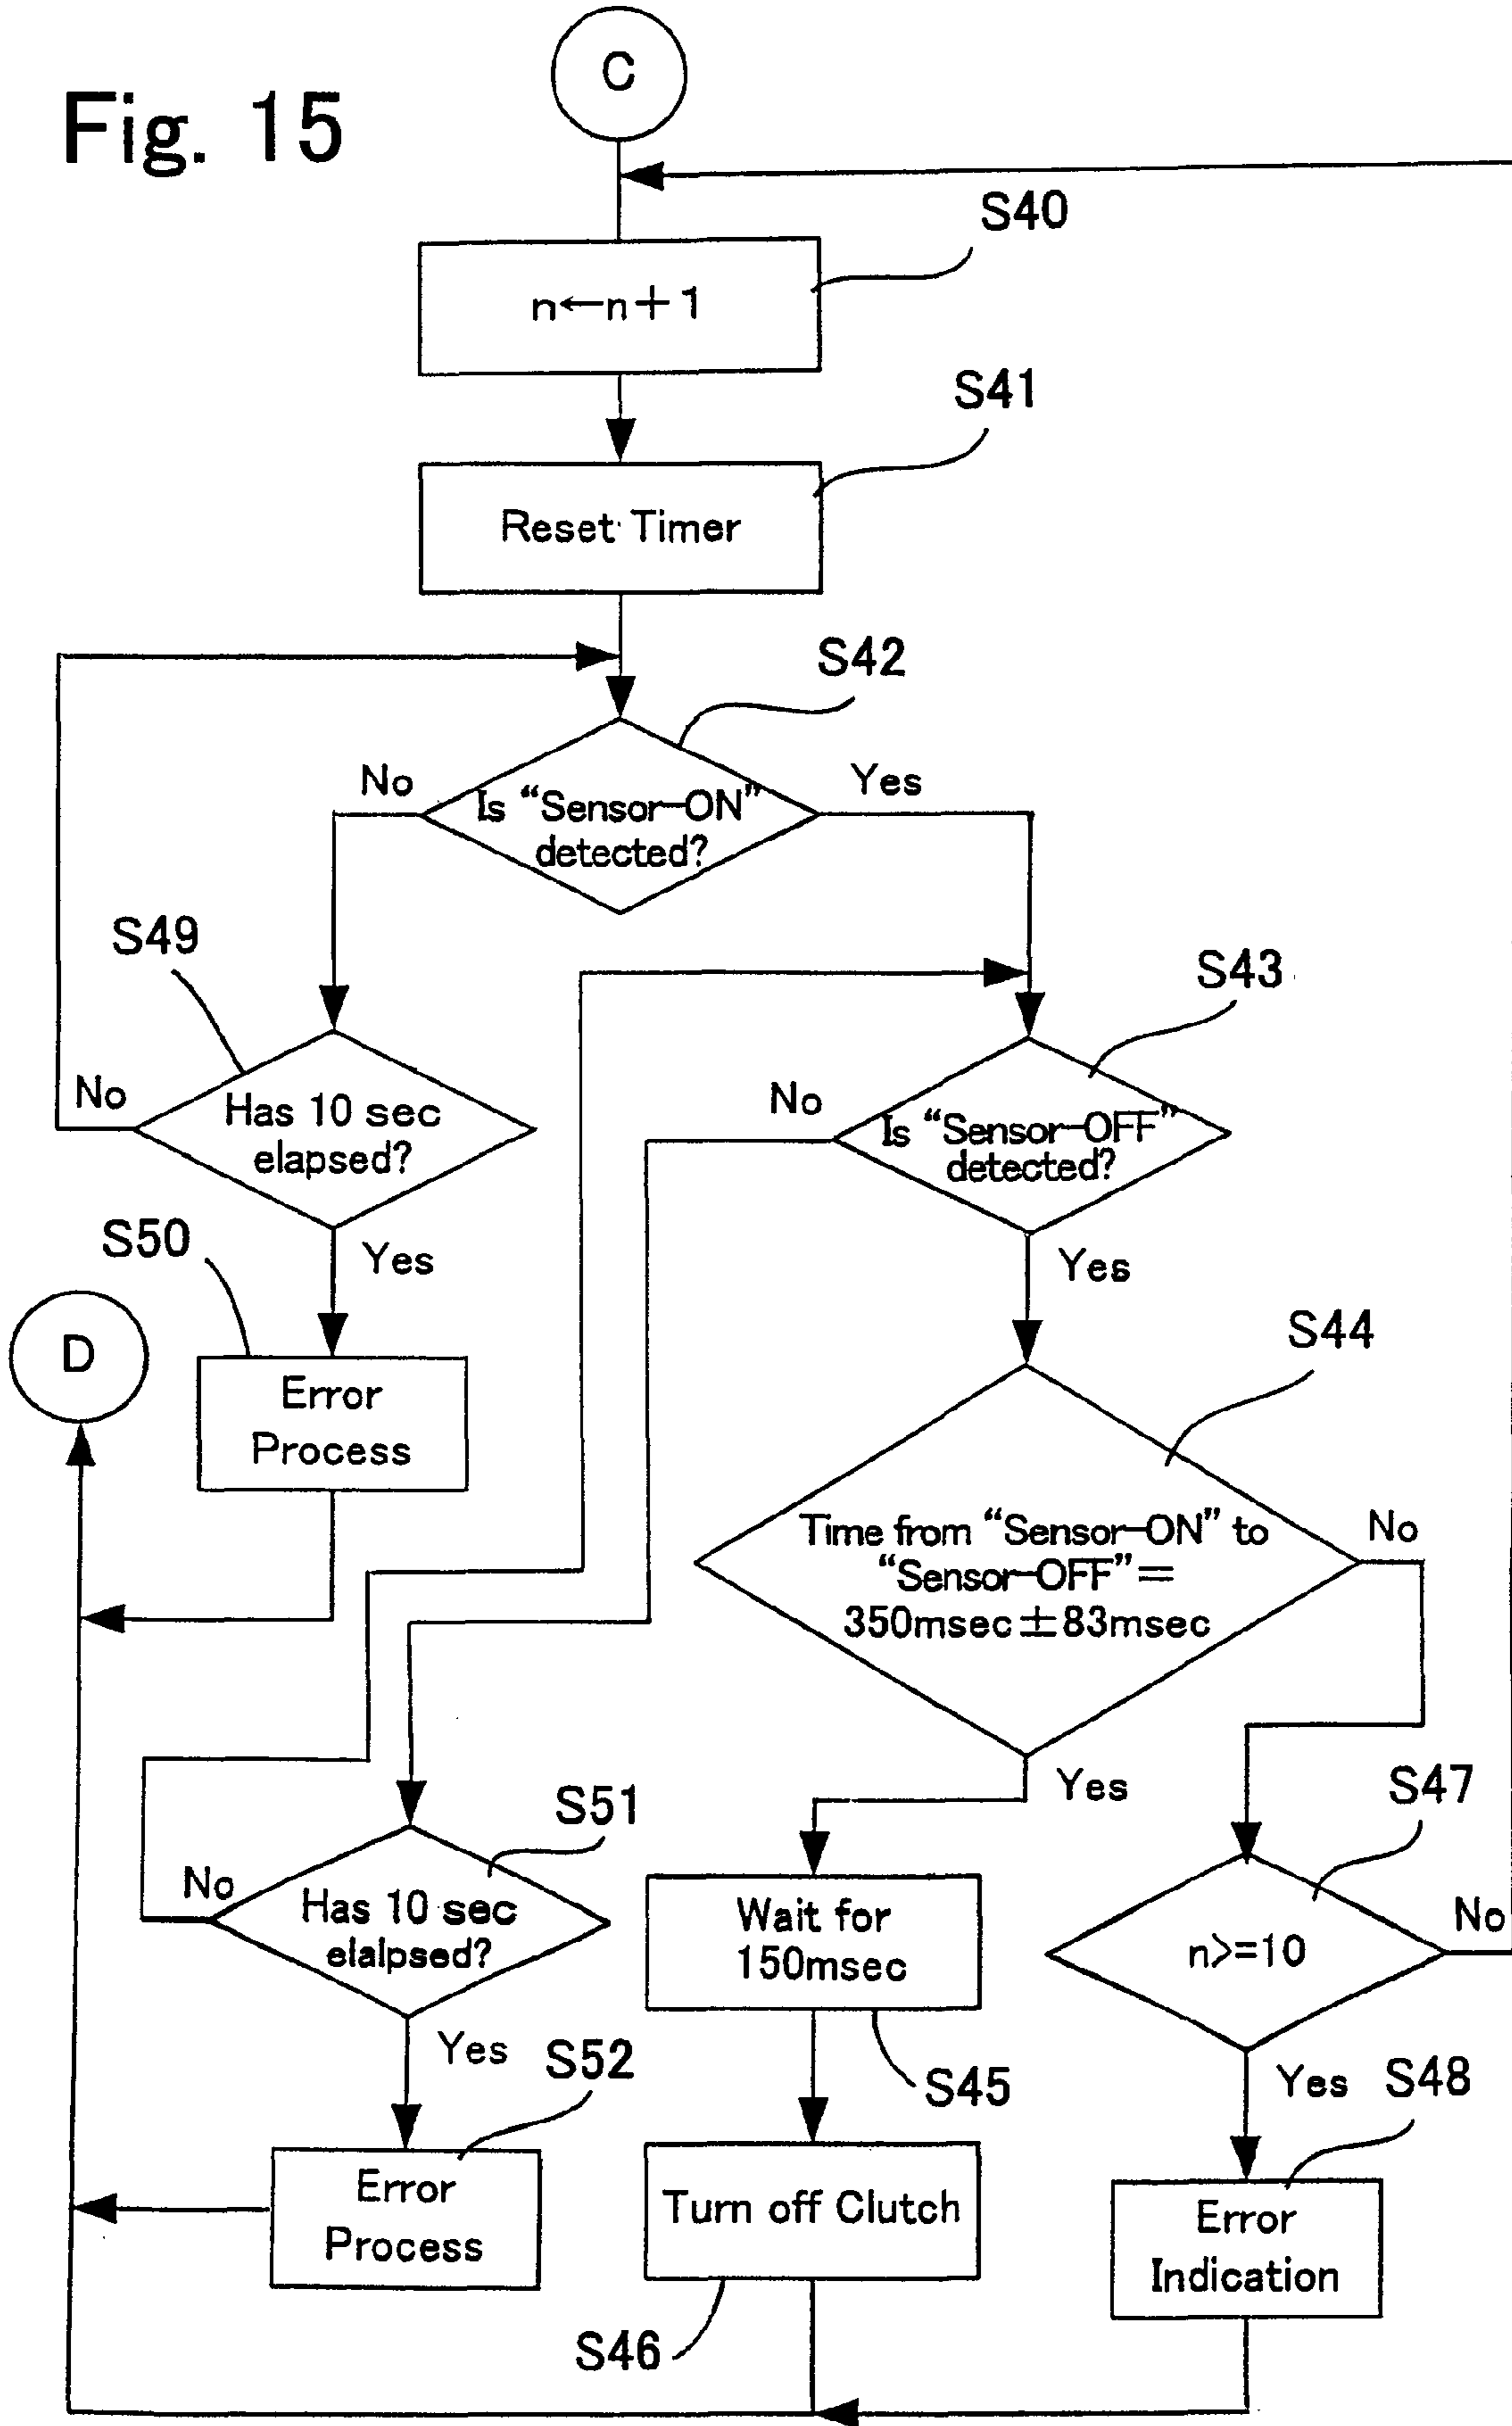 Fig. 15
C
S40
n←n+1
S41
Reset Timer
S42
No
Yes
Is “Sensor-ON”
detected?
S49
S43
No
Has 10 sec
elapsed?
No
Is “Sensor-OFF”
detected?
S50
Yes
Yes
D
S44
Error
Process
Time from “Sensor-ON” to
“Sensor-OFF”=
350msec±83msec
No
Yes
S51
S47
No
Has 10 sec
elalpsed?
Wait for
150msec
n>=10
No
Yes
S52
S45
Yes
S48
Error
Process
Turn off Clutch
Error
Indication
S46